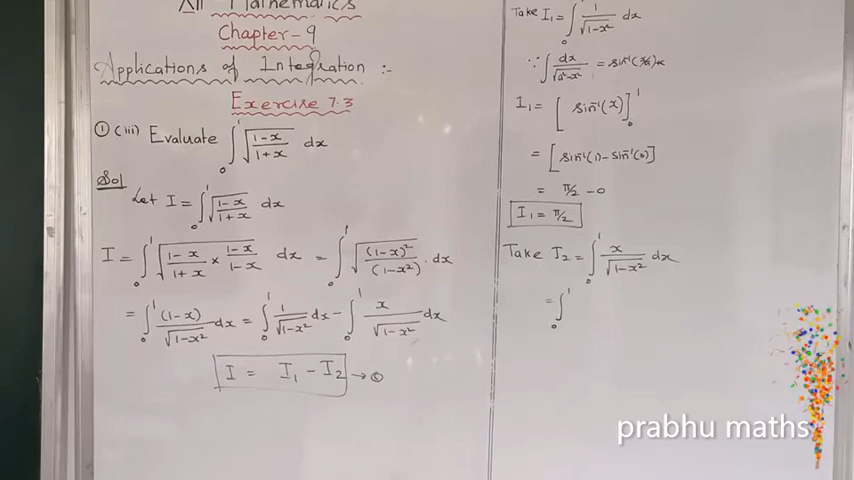 XII Mathematics
Chapter-9
Applications of Integration :-
Exercise 7.3
① (iii) Evaluate ∫₀¹ √((1-x)/(1+x)) dx
Sol
Let I = ∫₀¹ √((1-x)/(1+x)) dx
I = ∫₀¹ √((1-x)/(1+x) × (1-x)/(1-x)) dx = ∫₀¹ √((1-x)²/(1-x²)) . dx
= ∫₀¹ (1-x)/√(1-x²) dx = ∫₀¹ 1/√(1-x²) dx - ∫₀¹ x/√(1-x²) dx
I = I₁ - I₂ →
Take I₁ = ∫₀¹ 1/√(1-x²) dx
∵ ∫ dx/√(a²-x²) = sin⁻¹(x/a)+c
I₁ = [ sin⁻¹(x) ]₀¹
= [sin⁻¹(1) - sin⁻¹(0)]
= π/2 - 0
I₁ = π/2
Take I₂ = ∫₀¹ x/√(1-x²) dx
= ∫₀¹
prabhu maths